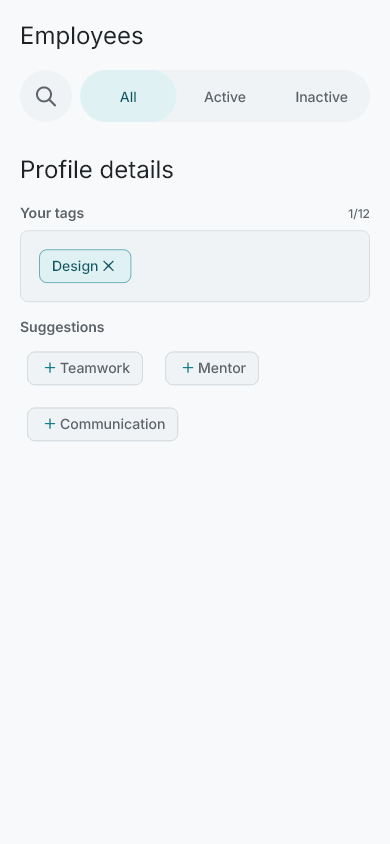 Employees
All Active Inactive
Profile details
Your tags 1/12
Design
Suggestions
Teamwork Mentor
Communication